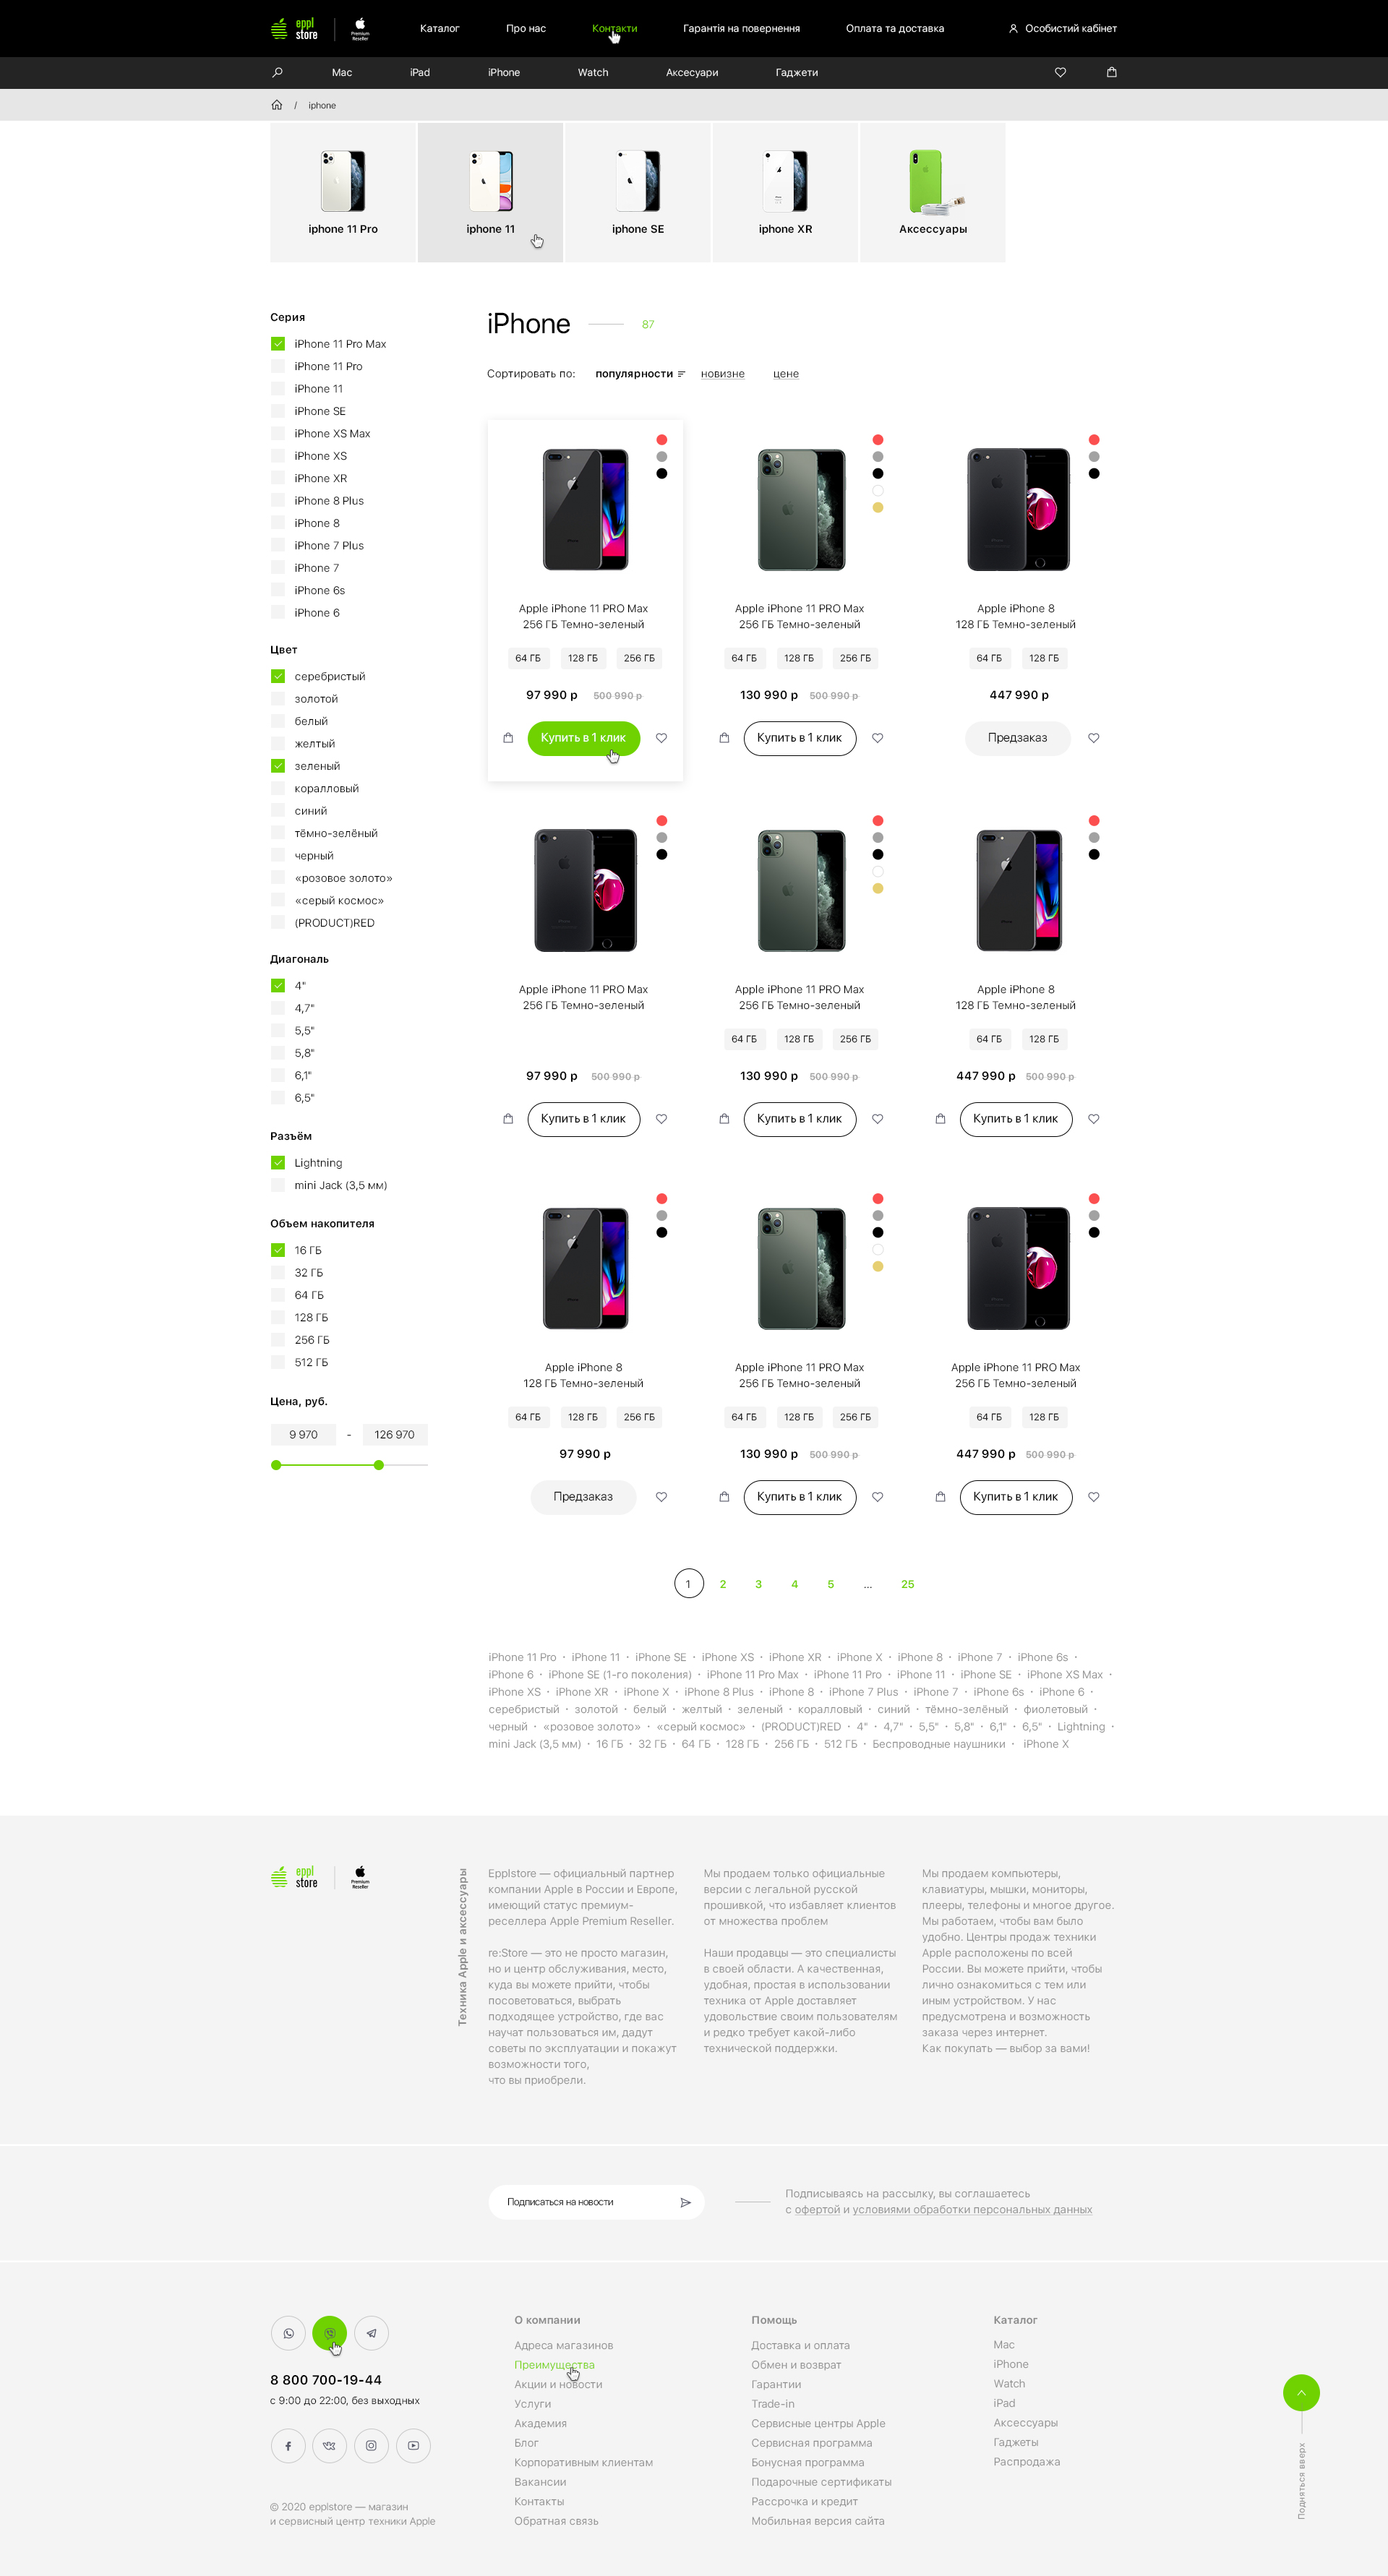 eppl
store
Premium
Reseller
Каталог
Про нас
Контакти
Гарантія на повернення
Оплата та доставка
Особистий кабінет
Mac
iPad
iPhone
Watch
Аксесуари
Гаджети
/ iphone
iphone 11 Pro
iphone 11
iphone SE
iphone XR
Аксессуары
Серия
iPhone 11 Pro Max
iPhone 11 Pro
iPhone 11
iPhone SE
iPhone XS Max
iPhone XS
iPhone XR
iPhone 8 Plus
iPhone 8
iPhone 7 Plus
iPhone 7
iPhone 6s
iPhone 6
Цвет
серебристый
золотой
белый
желтый
зеленый
коралловый
синий
тёмно-зелёный
черный
«розовое золото»
«серый космос»
(PRODUCT)RED
Диагональ
4"
4,7"
5,5"
5,8"
6,1"
6,5"
Разъём
Lightning
mini Jack (3,5 мм)
Объем накопителя
16 ГБ
32 ГБ
64 ГБ
128 ГБ
256 ГБ
512 ГБ
Цена, руб.
9 970 - 126 970
iPhone 87
Сортировать по: популярности новизне цене
Apple iPhone 11 PRO Max
256 ГБ Темно-зеленый
64 ГБ 128 ГБ 256 ГБ
97 990 р 500 990 р
Купить в 1 клик
Apple iPhone 11 PRO Max
256 ГБ Темно-зеленый
64 ГБ 128 ГБ 256 ГБ
130 990 р 500 990 р
Купить в 1 клик
Apple iPhone 8
128 ГБ Темно-зеленый
64 ГБ 128 ГБ
447 990 р
Предзаказ
Apple iPhone 11 PRO Max
256 ГБ Темно-зеленый
97 990 р 500 990 р
Купить в 1 клик
Apple iPhone 11 PRO Max
256 ГБ Темно-зеленый
64 ГБ 128 ГБ 256 ГБ
130 990 р 500 990 р
Купить в 1 клик
Apple iPhone 8
128 ГБ Темно-зеленый
64 ГБ 128 ГБ
447 990 р 500 990 р
Купить в 1 клик
Apple iPhone 8
128 ГБ Темно-зеленый
64 ГБ 128 ГБ 256 ГБ
97 990 р
Предзаказ
Apple iPhone 11 PRO Max
256 ГБ Темно-зеленый
64 ГБ 128 ГБ 256 ГБ
130 990 р 500 990 р
Купить в 1 клик
Apple iPhone 11 PRO Max
256 ГБ Темно-зеленый
64 ГБ 128 ГБ
447 990 р 500 990 р
Купить в 1 клик
1 2 3 4 5 ... 25
iPhone 11 Pro · iPhone 11 · iPhone SE · iPhone XS · iPhone XR · iPhone X · iPhone 8 · iPhone 7 · iPhone 6s ·
iPhone 6 · iPhone SE (1-го поколения) · iPhone 11 Pro Max · iPhone 11 Pro · iPhone 11 · iPhone SE · iPhone XS Max ·
iPhone XS · iPhone XR · iPhone X · iPhone 8 Plus · iPhone 8 · iPhone 7 Plus · iPhone 7 · iPhone 6s · iPhone 6 ·
серебристый · золотой · белый · желтый · зеленый · коралловый · синий · тёмно-зелёный · фиолетовый ·
черный · «розовое золото» · «серый космос» · (PRODUCT)RED · 4" · 4,7" · 5,5" · 5,8" · 6,1" · 6,5" · Lightning ·
mini Jack (3,5 мм) · 16 ГБ · 32 ГБ · 64 ГБ · 128 ГБ · 256 ГБ · 512 ГБ · Беспроводные наушники · iPhone X
eppl
store
Premium
Reseller
Техника Apple и аксессуары
Epplstore — официальный партнер
компании Apple в России и Европе,
имеющий статус премиум-
реселлера Apple Premium Reseller.
re:Store — это не просто магазин,
но и центр обслуживания, место,
куда вы можете прийти, чтобы
посоветоваться, выбрать
подходящее устройство, где вас
научат пользоваться им, дадут
советы по эксплуатации и покажут
возможности того,
что вы приобрели.
Мы продаем только официальные
версии с легальной русской
прошивкой, что избавляет клиентов
от множества проблем
Наши продавцы — это специалисты
в своей области. А качественная,
удобная, простая в использовании
техника от Apple доставляет
удовольствие своим пользователям
и редко требует какой-либо
технической поддержки.
Мы продаем компьютеры,
клавиатуры, мышки, мониторы,
плееры, телефоны и многое другое.
Мы работаем, чтобы вам было
удобно. Центры продаж техники
Apple расположены по всей
России. Вы можете прийти, чтобы
лично ознакомиться с тем или
иным устройством. У нас
предусмотрена и возможность
заказа через интернет.
Как покупать — выбор за вами!
Подписаться на новости
Подписываясь на рассылку, вы соглашаетесь
с офертой и условиями обработки персональных данных
8 800 700-19-44
с 9:00 до 22:00, без выходных
© 2020 epplstore — магазин
и сервисный центр техники Apple
О компании
Адреса магазинов
Преимущества
Акции и новости
Услуги
Академия
Блог
Корпоративным клиентам
Вакансии
Контакты
Обратная связь
Помощь
Доставка и оплата
Обмен и возврат
Гарантии
Trade-in
Сервисные центры Apple
Сервисная программа
Бонусная программа
Подарочные сертификаты
Рассрочка и кредит
Мобильная версия сайта
Каталог
Mac
iPhone
Watch
iPad
Аксессуары
Гаджеты
Распродажа
Подняться вверх